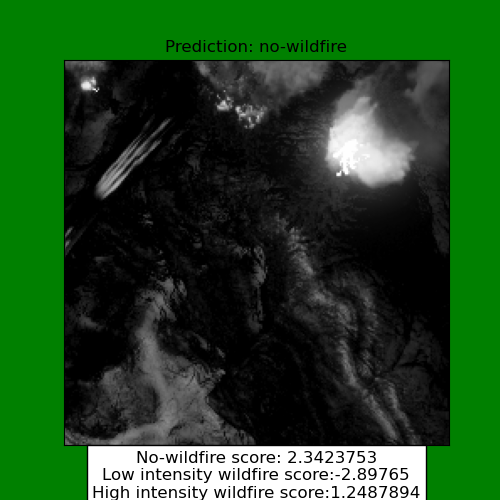 Prediction: no-wildfire
No-wildfire score: 2.3423753
Low intensity wildfire score:-2.89765
High intensity wildfire score:1.2487894